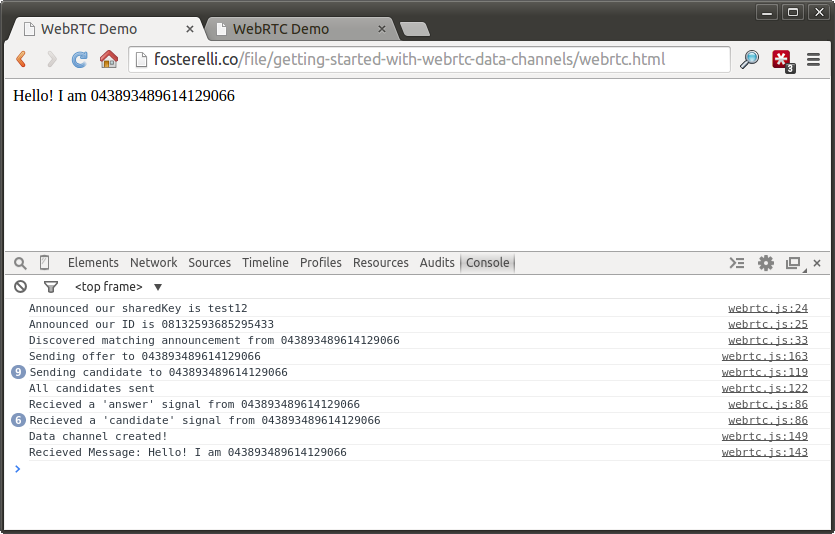 WebRTC Demo
WebRTC Demo
fosterelli.co/file/getting-started-with-webrtc-data-channels/webrtc.html
3
Hello! I am 043893489614129066
Elements Network Sources Timeline Profiles Resources Audits Console
<top frame>
Announced our sharedKey is test12 webrtc.js:24
Announced our ID is 08132593685295433 webrtc.js:25
Discovered matching announcement from 043893489614129066 webrtc.js:33
Sending offer to 043893489614129066 webrtc.js:163
9 Sending candidate to 043893489614129066 webrtc.js:119
All candidates sent webrtc.js:122
Recieved a 'answer' signal from 043893489614129066 webrtc.js:86
6 Recieved a 'candidate' signal from 043893489614129066 webrtc.js:86
Data channel created! webrtc.js:149
Recieved Message: Hello! I am 043893489614129066 webrtc.js:143